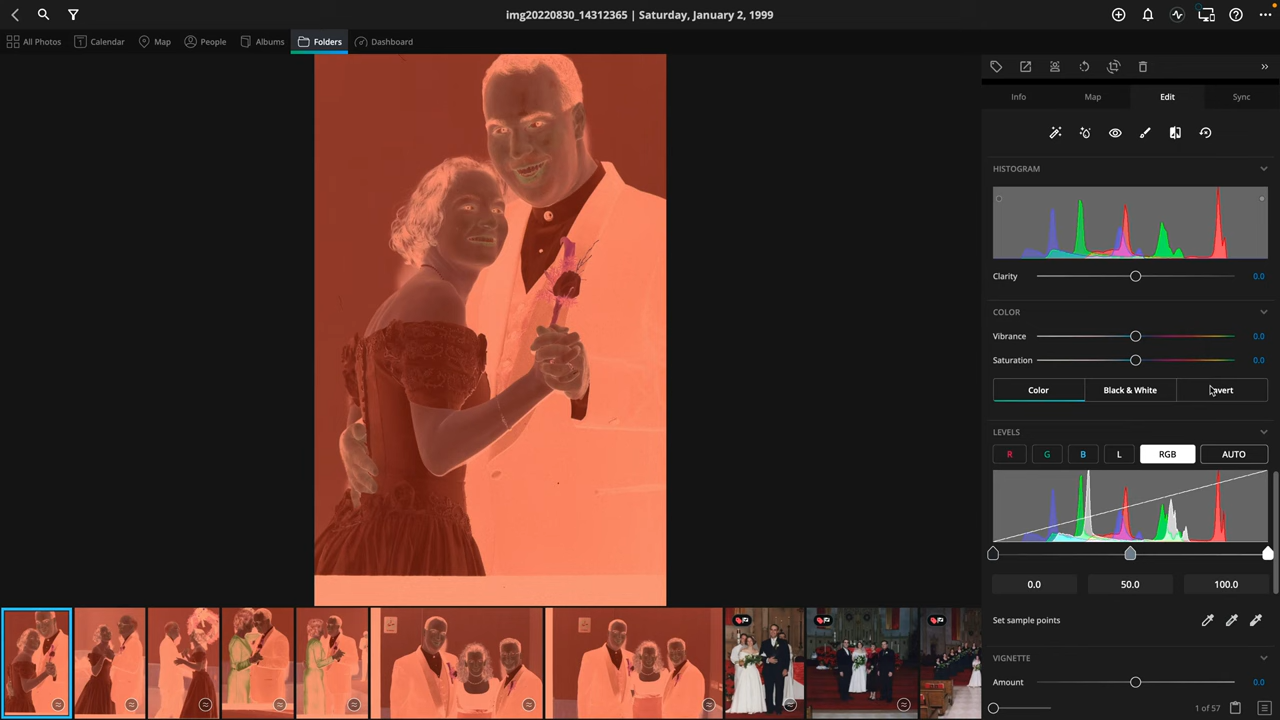 img20220830_14312365 | Saturday, January 2, 1999
All Photos
Calendar
Map
People
Albums
Folders
Dashboard
Info
Map
Edit
Sync
HISTOGRAM
Clarity
0.0
COLOR
Vibrance
0.0
Saturation
0.0
Color
Black & White
LEVELS
R
G
B
L
RGB
AUTO
0.0
50.0
100.0
Set sample points
VIGNETTE
Amount
0.0
1 of 57